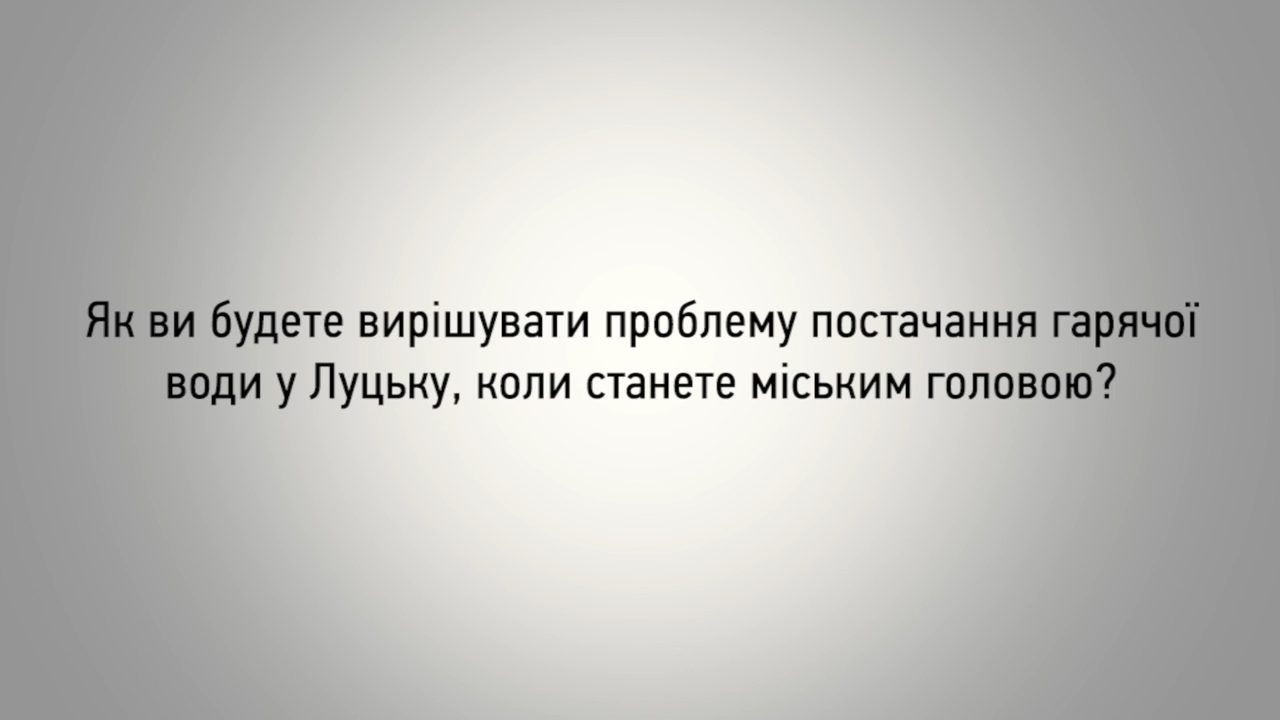 Як ви будете вирішувати проблему постачання гарячої
води у Луцьку, коли станете міським головою?